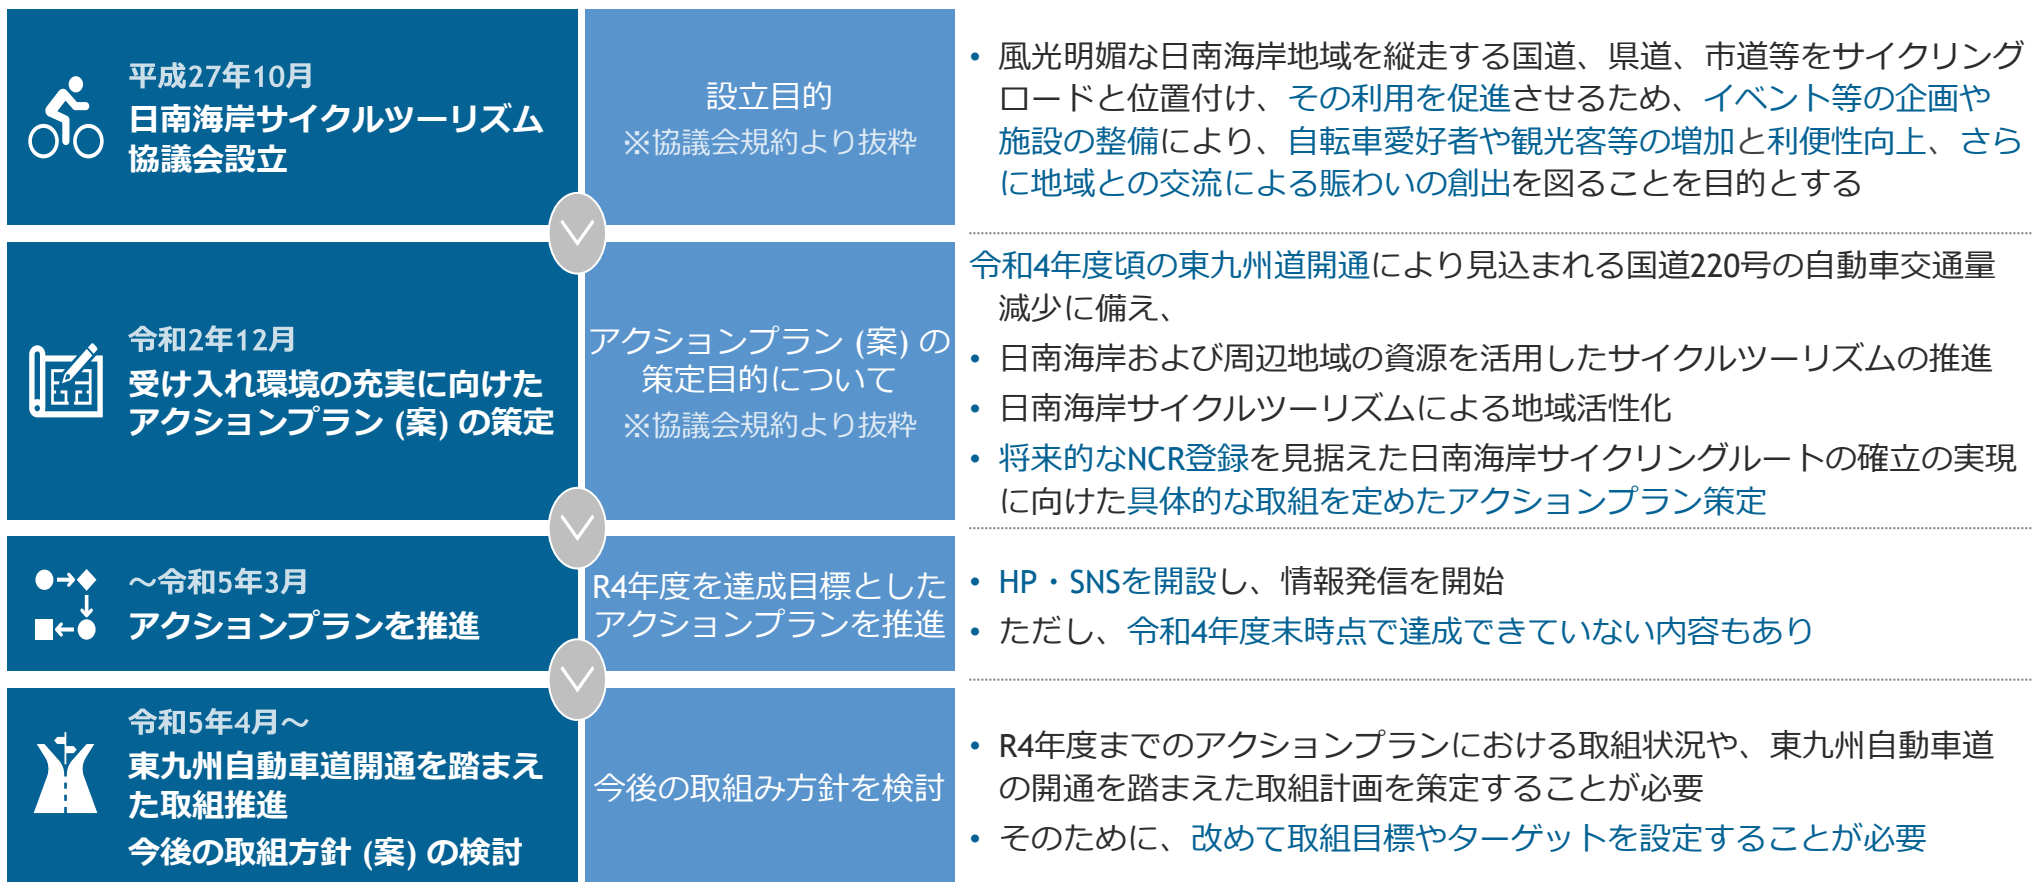 平成27年10月
日南海岸サイクルツーリズム
協議会設立
設立目的
※協議会規約より抜粋
• 風光明媚な日南海岸地域を縦走する国道、県道、市道等をサイクリング
ロードと位置付け、その利用を促進させるため、イベント等の企画や
施設の整備により、自転車愛好者や観光客等の増加と利便性向上、さら
に地域との交流による賑わいの創出を図ることを目的とする
令和2年12月
受け入れ環境の充実に向けた
アクションプラン (案) の策定
アクションプラン (案) の
策定目的について
※協議会規約より抜粋
令和4年度頃の東九州道開通により見込まれる国道220号の自動車交通量
減少に備え、
• 日南海岸および周辺地域の資源を活用したサイクルツーリズムの推進
• 日南海岸サイクルツーリズムによる地域活性化
• 将来的なNCR登録を見据えた日南海岸サイクリングルートの確立の実現
に向けた具体的な取組を定めたアクションプラン策定
～令和5年3月
アクションプランを推進
R4年度を達成目標とした
アクションプランを推進
• HP・SNSを開設し、情報発信を開始
• ただし、令和4年度末時点で達成できていない内容もあり
令和5年4月～
東九州自動車道開通を踏まえ
た取組推進
今後の取組方針 (案) の検討
今後の取組み方針を検討
• R4年度までのアクションプランにおける取組状況や、東九州自動車道
の開通を踏まえた取組計画を策定することが必要
• そのために、改めて取組目標やターゲットを設定することが必要